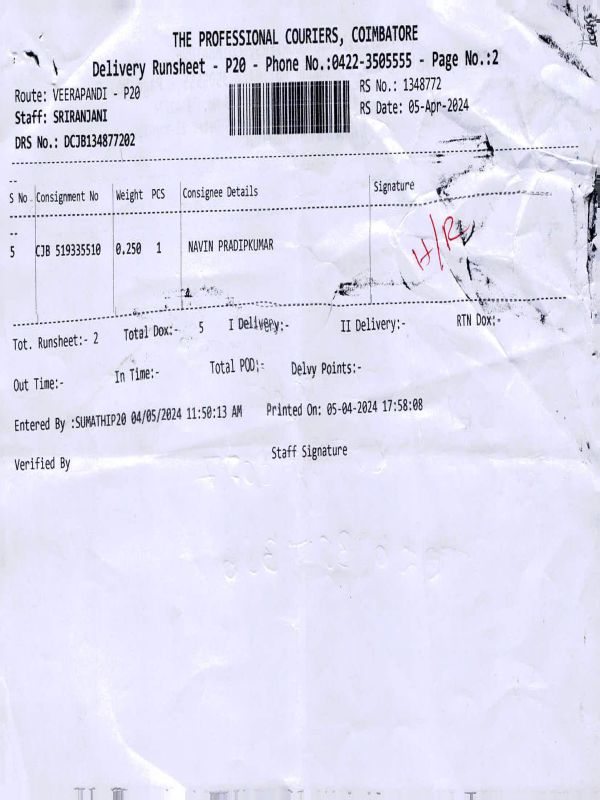 THE PROFESSIONAL COURIERS, COIMBATORE
Delivery Runsheet - P20 - Phone No.:0422-3505555 - Page No.:2
Route: VEERAPANDI - P20 RS No.: 1348772
Staff: SRIRANJANI RS Date: 05-Apr-2024
DRS No.: DCJB134877202
--
S No Consignment No Weight PCS Consignee Details Signature
--
5 CJB 519335510 0.250 1 NAVIN PRADIPKUMAR H/R
Tot. Runsheet:- 2 Total Dox:- 5 I Delivery:- II Delivery:- RTN Dox:-
Out Time:- In Time:- Total POD:- Delvy Points:-
Entered By :SUMATHIP20 04/05/2024 11:50:13 AM Printed On: 05-04-2024 17:58:08
Verified By Staff Signature